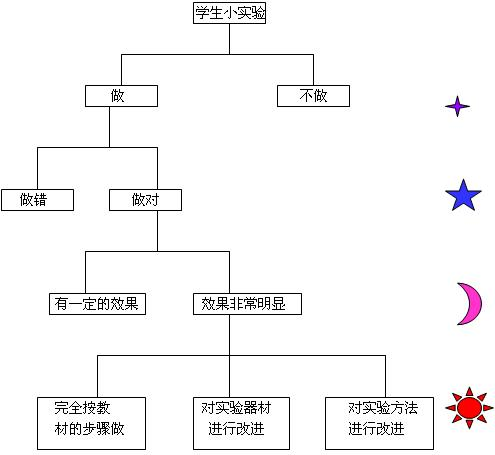 学生小实验
做
不做
做错
做对
有一定的效果
效果非常明显
完全按教
材的步骤做
对实验器材
进行改进
对实验方法
进行改进